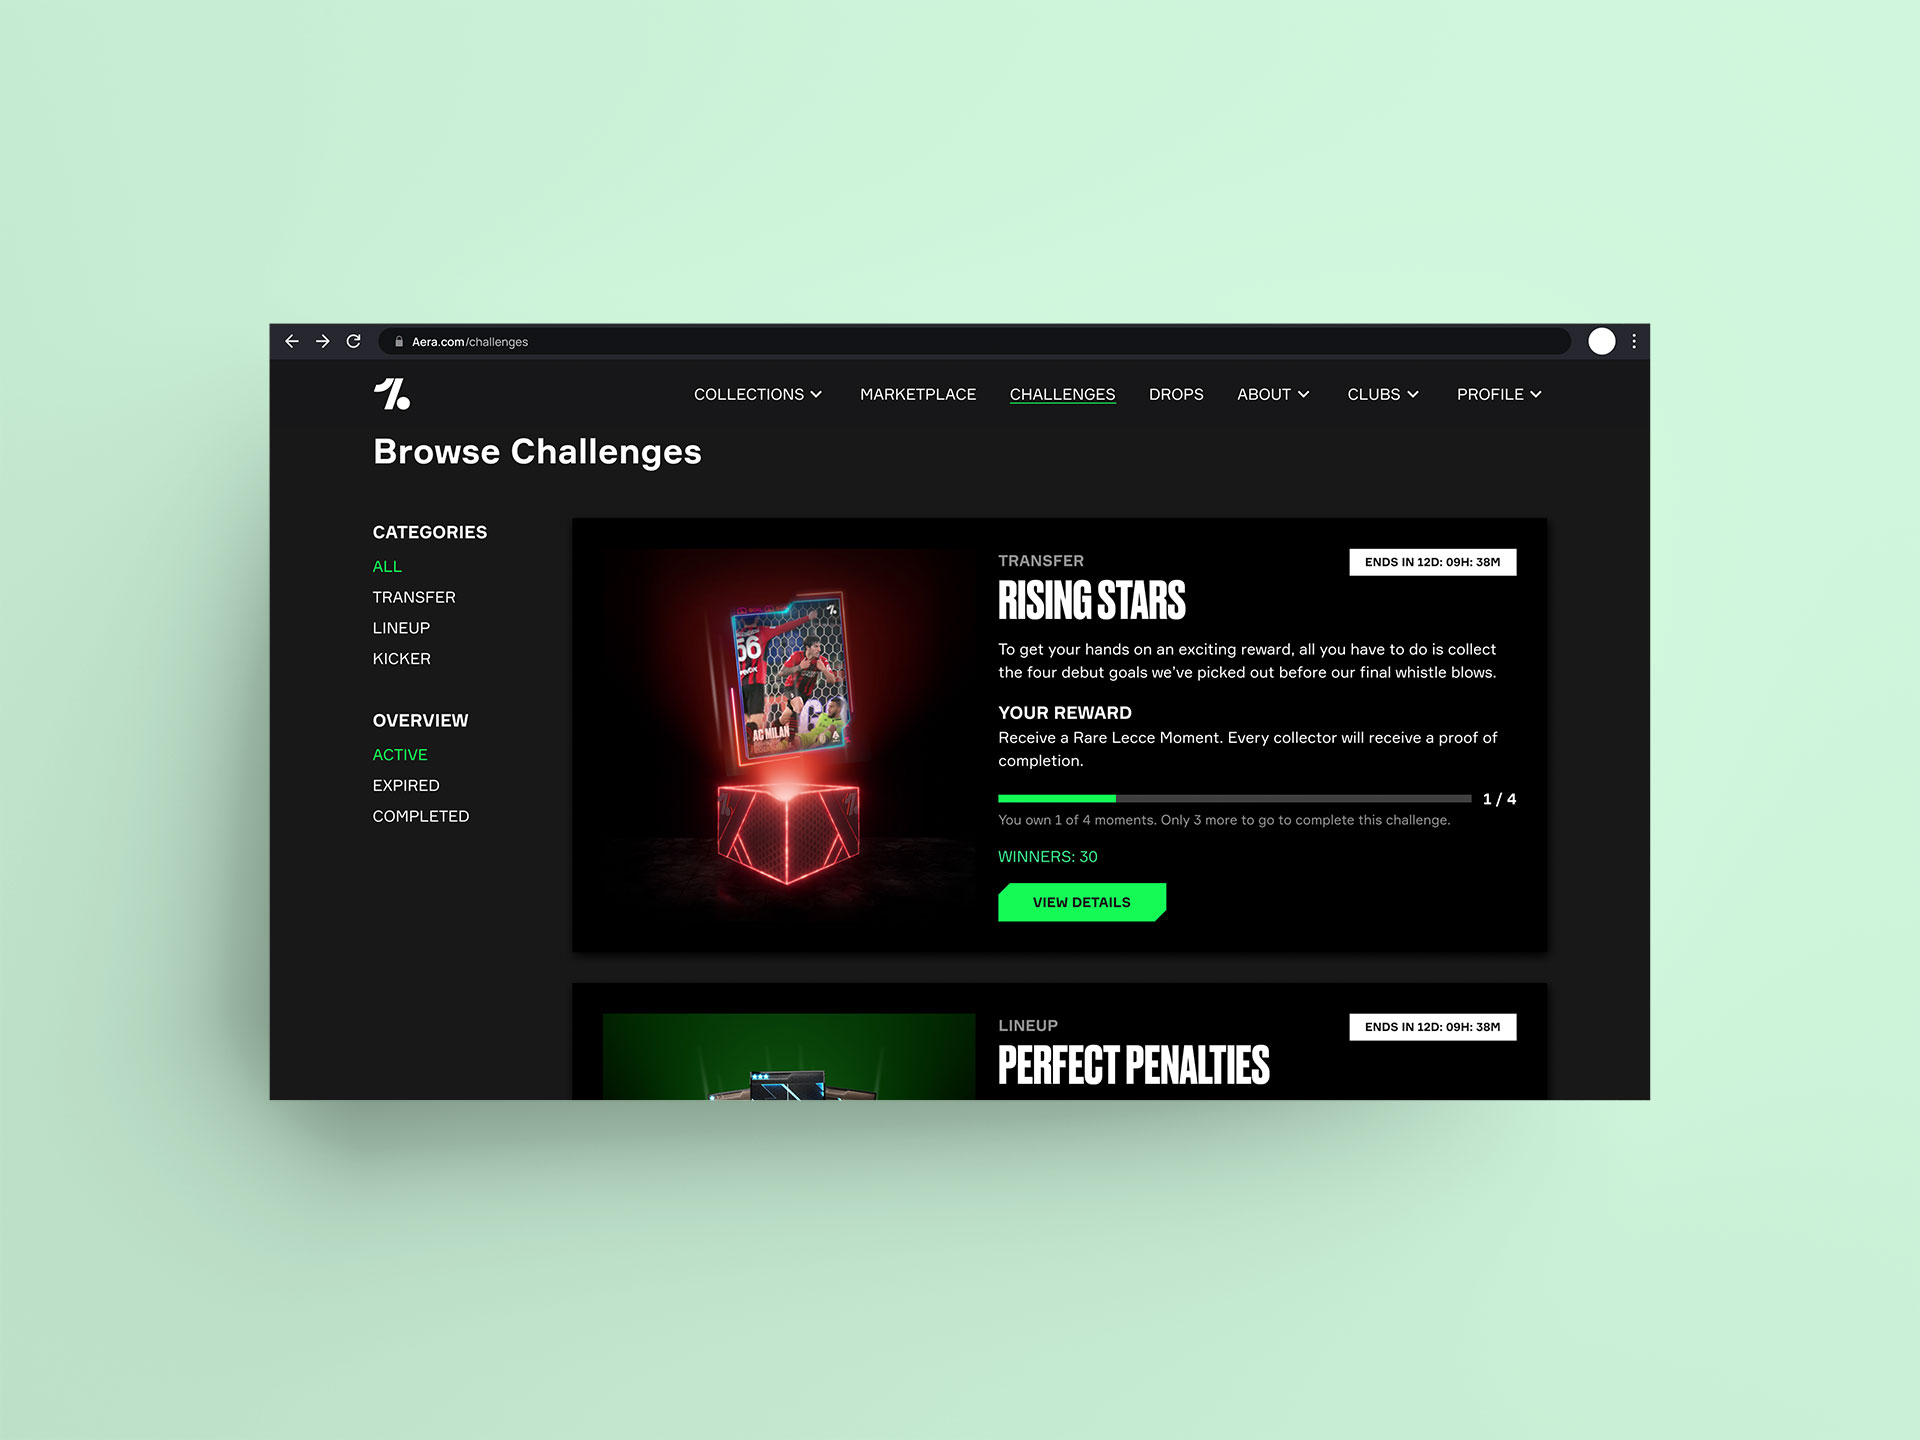 Aera.com/challenges
COLLECTIONS MARKETPLACE CHALLENGES DROPS ABOUT CLUBS PROFILE
Browse Challenges
CATEGORIES
ALL
TRANSFER
LINEUP
KICKER
OVERVIEW
ACTIVE
EXPIRED
COMPLETED
56
AC MILAN
TRANSFER
ENDS IN 12D: 09H: 38M
RISING STARS
To get your hands on an exciting reward, all you have to do is collect
the four debut goals we've picked out before our final whistle blows.
YOUR REWARD
Receive a Rare Lecce Moment. Every collector will receive a proof of
completion.
1 / 4
You own 1 of 4 moments. Only 3 more to go to complete this challenge.
WINNERS: 30
VIEW DETAILS
LINEUP
ENDS IN 12D: 09H: 38M
PERFECT PENALTIES